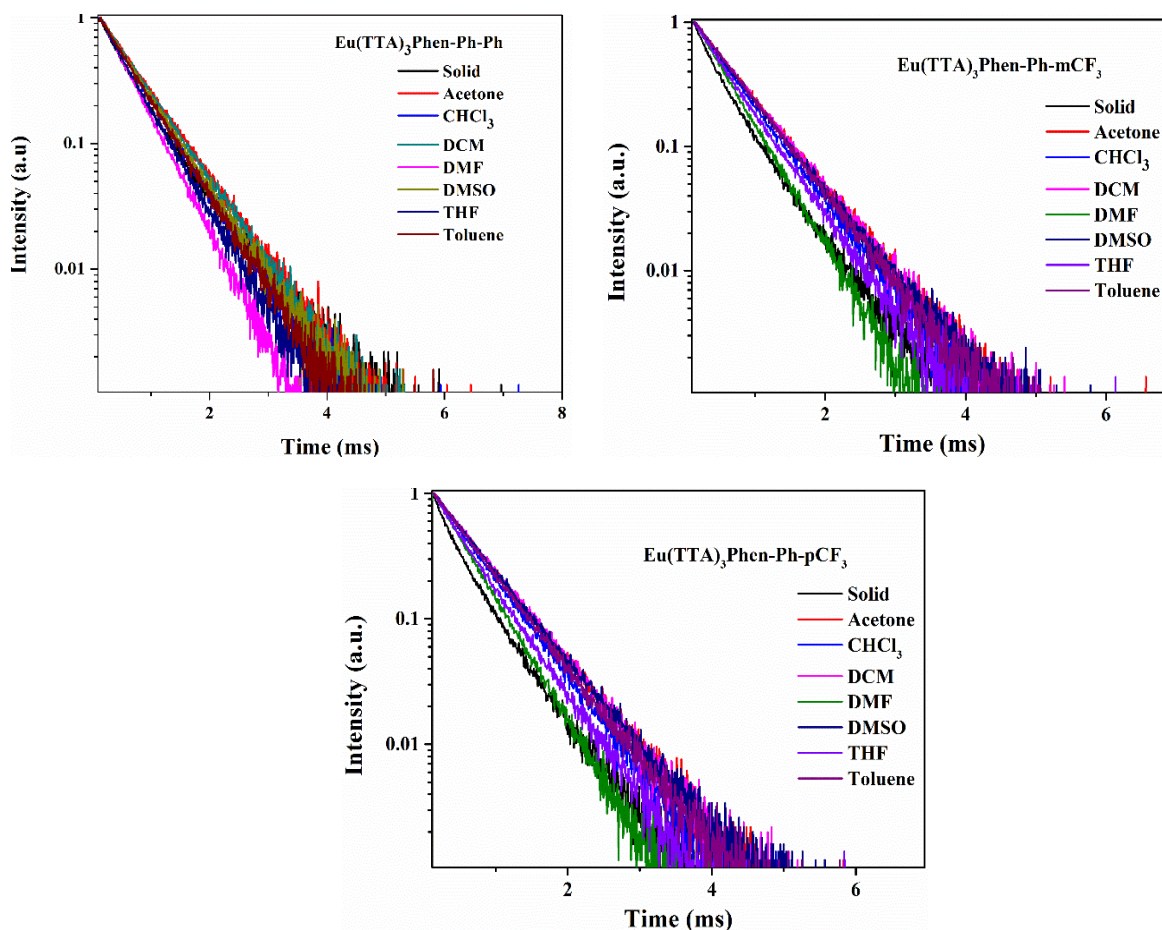 Eu(TTA)3Phen-Ph-Ph
Solid
Acetone
CHCl3
DCM
DMF
DMSO
THF
Toluene
Intensity (a.u)
1
0.1
0.01
2
4
6
8
Time (ms)
Eu(TTA)3Phen-Ph-mCF3
Solid
Acetone
CHCl3
DCM
DMF
DMSO
THF
Toluene
Intensity (a.u.)
1
0.1
0.01
2
4
6
Time (ms)
Eu(TTA)3Phen-Ph-pCF3
Solid
Acetone
CHCl3
DCM
DMF
DMSO
THF
Toluene
Intensity (a.u.)
1
0.1
0.01
2
4
6
Time (ms)